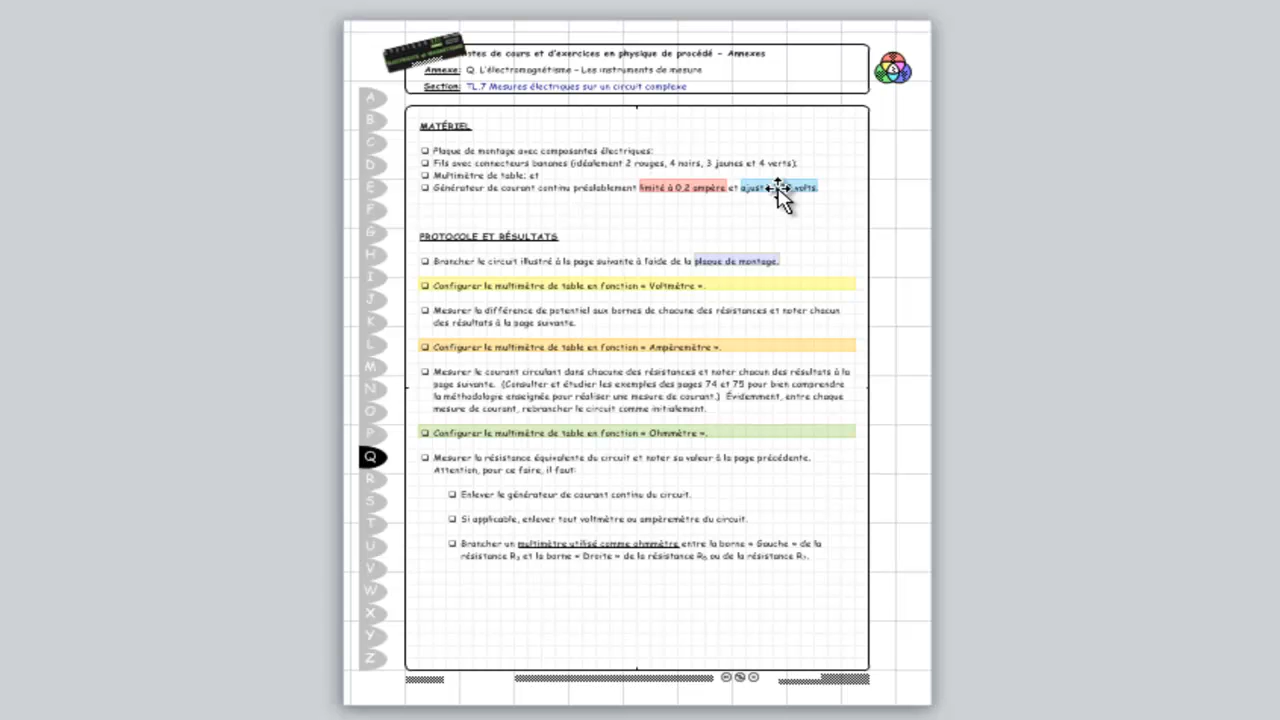 tes de cours et d'exercices en physique de procédé - Annexes
Annexe: Q. L'électromagnétisme - Les instruments de mesure
Section: TL.7 Mesures électriques sur un circuit complexe
A
B
C
D
E
F
G
H
I
J
K
L
M
N
O
P
Q
R
S
T
U
V
W
X
Y
Z
MATÉRIEL
❑ Plaque de montage avec composantes électriques;
❑ Fils avec connecteurs bananes (idéalement 2 rouges, 4 noirs, 3 jaunes et 4 verts);
❑ Multimètre de table; et
❑ Générateur de courant continu préalablement limité à 0,2 ampère et volts.
PROTOCOLE ET RÉSULTATS
❑ Brancher le circuit illustré à la page suivante à l'aide de la plaque de montage.
❑ Configurer le multimètre de table en fonction « Voltmètre ».
❑ Mesurer la différence de potentiel aux bornes de chacune des résistances et noter chacun
des résultats à la page suivante.
❑ Configurer le multimètre de table en fonction « Ampèremètre ».
❑ Mesurer le courant circulant dans chacune des résistances et noter chacun des résultats à la
page suivante. (Consulter et étudier les exemples des pages 74 et 75 pour bien comprendre
la méthodologie enseignée pour réaliser une mesure de courant.) Évidemment, entre chaque
mesure de courant, rebrancher le circuit comme initialement.
❑ Configurer le multimètre de table en fonction « Ohmmètre ».
❑ Mesurer la résistance équivalente du circuit et noter sa valeur à la page précédente.
Attention, pour ce faire, il faut:
❑ Enlever le générateur de courant continu du circuit.
❑ Si applicable, enlever tout voltmètre ou ampèremètre du circuit.
❑ Brancher un multimètre utilisé comme ohmmètre entre la borne « Gauche » de la
résistance et la borne « Droite » de la résistance ou de la résistance